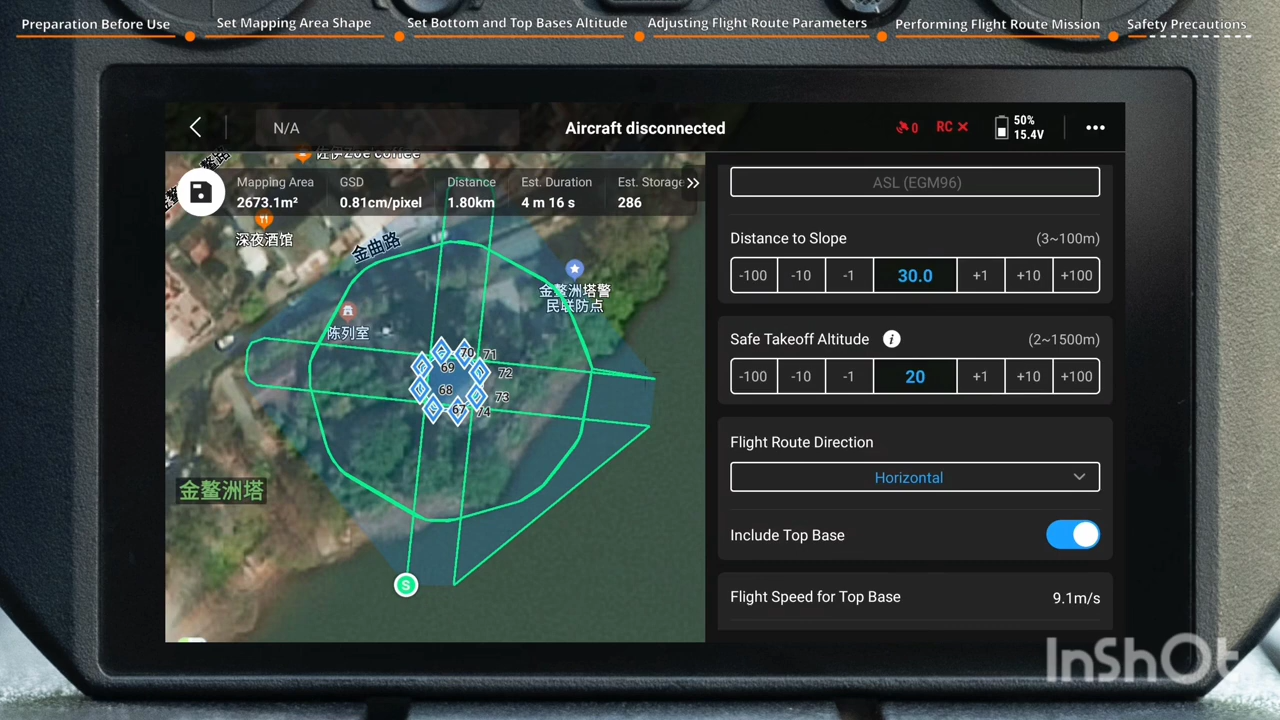 Preparation Before Use
Set Mapping Area Shape
Set Bottom and Top Bases Altitude
Adjusting Flight Route Parameters
Performing Flight Route Mission
Safety Precautions
N/A
Aircraft disconnected
0
RC
50%
15.4V
佐伊Zoe coffee
Mapping Area
2673.1m²
GSD
0.81cm/pixel
Distance
1.80km
Est. Duration
4 m 16 s
Est. Storage
286
深夜酒馆
金曲路
金鳌洲塔警
民联防点
陈列室
70
71
69
72
68
73
67
74
金鳌洲塔
S
ASL (EGM96)
Distance to Slope
(3~100m)
-100 -10 -1 30.0 +1 +10 +100
Safe Takeoff Altitude
(2~1500m)
-100 -10 -1 20 +1 +10 +100
Flight Route Direction
Horizontal
Include Top Base
Flight Speed for Top Base
9.1m/s
InShOt